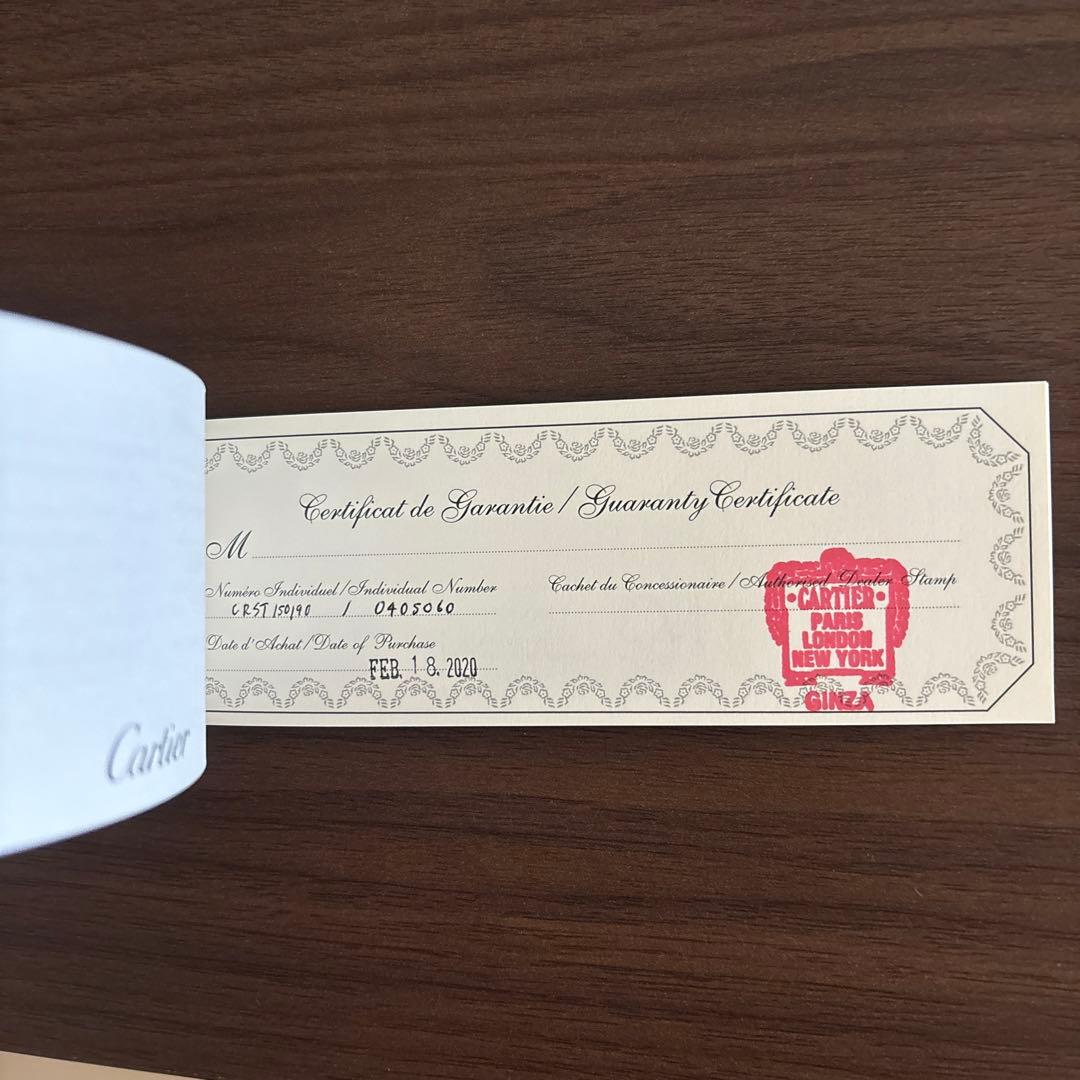 Certificat de Garantie / Guaranty Certificate
M
Numéro Individuel / Individual Number
CRST150190 / 0405060
Date d'Achat / Date of Purchase
FEB. 18. 2020
Cachet du Concessionaire / Authorised Dealer Stamp
•CARTIER•
PARIS
LONDON
NEW YORK
GINZA
Cartier